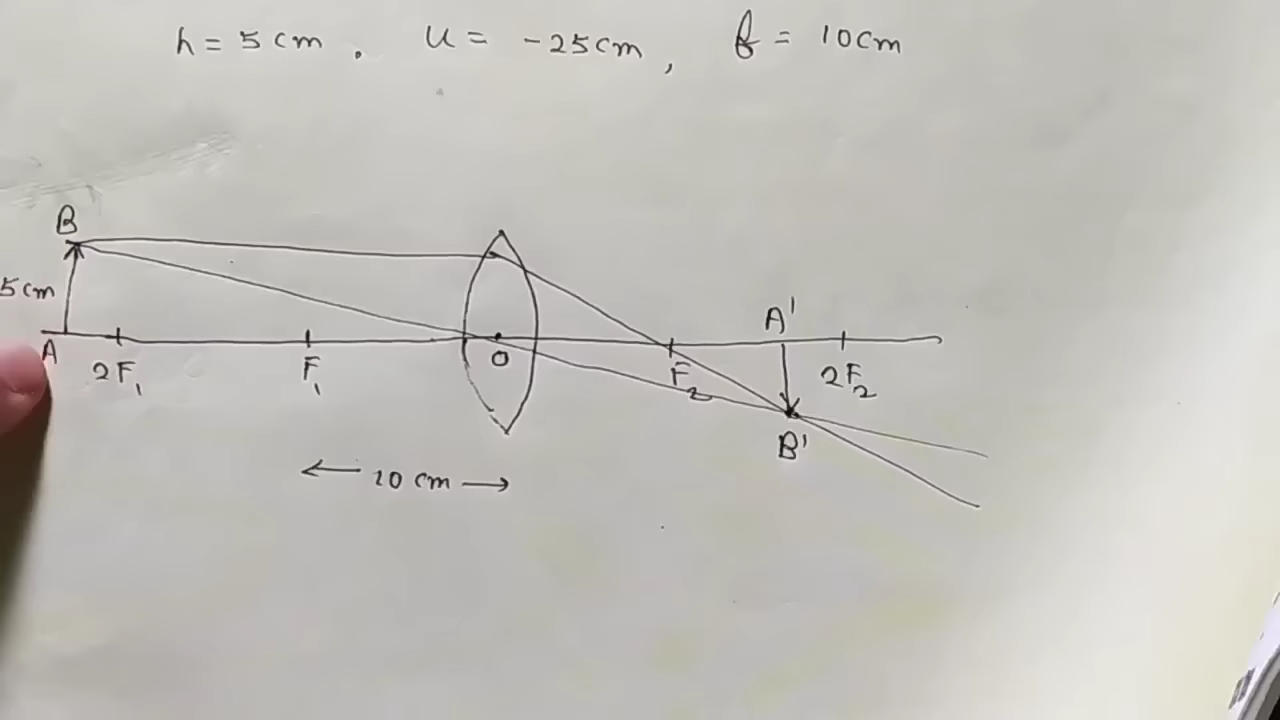 h = 5 cm , u = -25 cm , f = 10 cm
B
5 cm
A'
A 2F₁ F₁ O F₂ 2F₂
B'
← 10 cm →